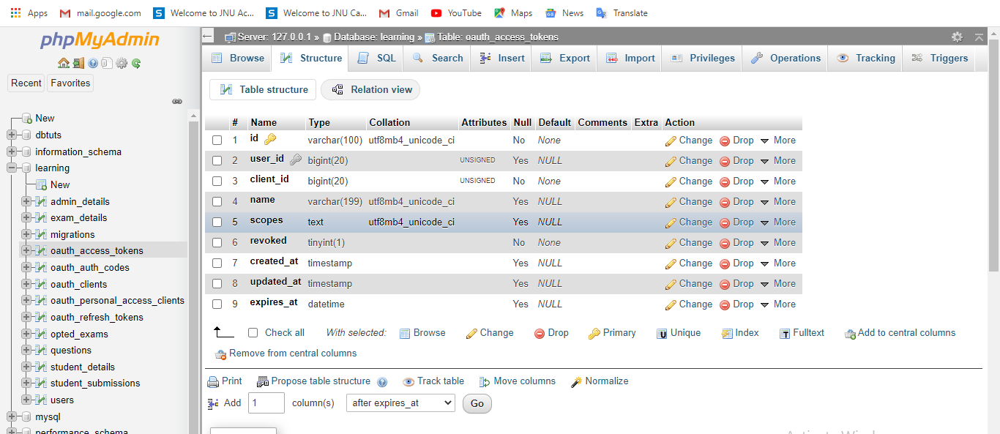 Apps mail.google.com Welcome to JNU Ac... Welcome to JNU Ca... Gmail YouTube Maps News Translate
phpMyAdmin
Recent Favorites
New
dbtuts
information_schema
learning
New
admin_details
exam_details
migrations
oauth_access_tokens
oauth_auth_codes
oauth_clients
oauth_personal_access_clients
oauth_refresh_tokens
opted_exams
questions
student_details
student_submissions
users
mysql
performance_schema
Server: 127.0.0.1 » Database: learning » Table: oauth_access_tokens
Browse Structure SQL Search Insert Export Import Privileges Operations Tracking Triggers
Table structure Relation view
# Name Type Collation Attributes Null Default Comments Extra Action
1 id varchar(100) utf8mb4_unicode_ci No None Change Drop More
2 user_id bigint(20) UNSIGNED Yes NULL Change Drop More
3 client_id bigint(20) UNSIGNED No None Change Drop More
4 name varchar(199) utf8mb4_unicode_ci Yes NULL Change Drop More
5 scopes text utf8mb4_unicode_ci Yes NULL Change Drop More
6 revoked tinyint(1) No None Change Drop More
7 created_at timestamp Yes NULL Change Drop More
8 updated_at timestamp Yes NULL Change Drop More
9 expires_at datetime Yes NULL Change Drop More
Check all With selected: Browse Change Drop Primary Unique Index Fulltext Add to central columns
Remove from central columns
Print Propose table structure Track table Move columns Normalize
Add 1 column(s) after expires_at Go